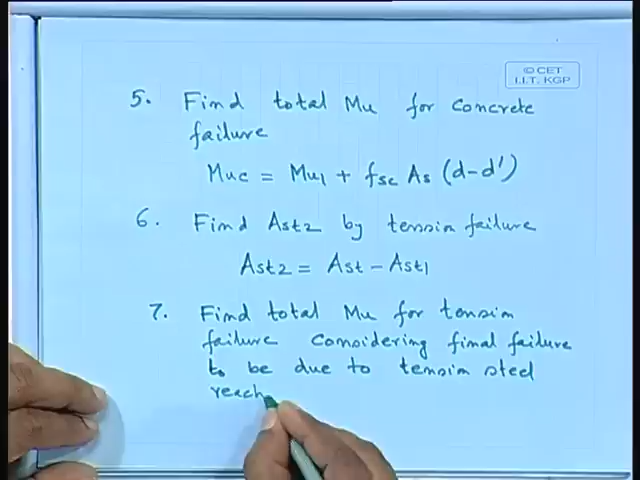 © CET
I.I.T. KGP
5. Find total Mu for concrete
failure
Muc = Mu1 + fsc As (d-d')
6. Find Ast2 by tension failure
Ast2 = Ast - Ast1
7. Find total Mu for tension
failure considering final failure
to be due to tension steel
reach